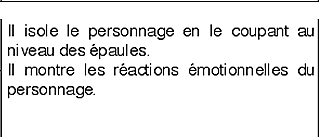 Il isole le personnage en le coupant au
niveau des épaules.
Il montre les réactions émotionnelles du
personnage.